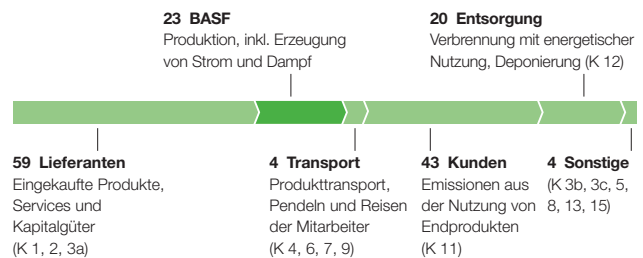 23 BASF
Produktion, inkl. Erzeugung
von Strom und Dampf
20 Entsorgung
Verbrennung mit energetischer
Nutzung, Deponierung (K 12)
59 Lieferanten
Eingekaufte Produkte,
Services und
Kapitalgüter
(K 1, 2, 3a)
4 Transport
Produkttransport,
Pendeln und Reisen
der Mitarbeiter
(K 4, 6, 7, 9)
43 Kunden
Emissionen aus
der Nutzung von
Endprodukten
(K 11)
4 Sonstige
(K 3b, 3c, 5,
8, 13, 15)